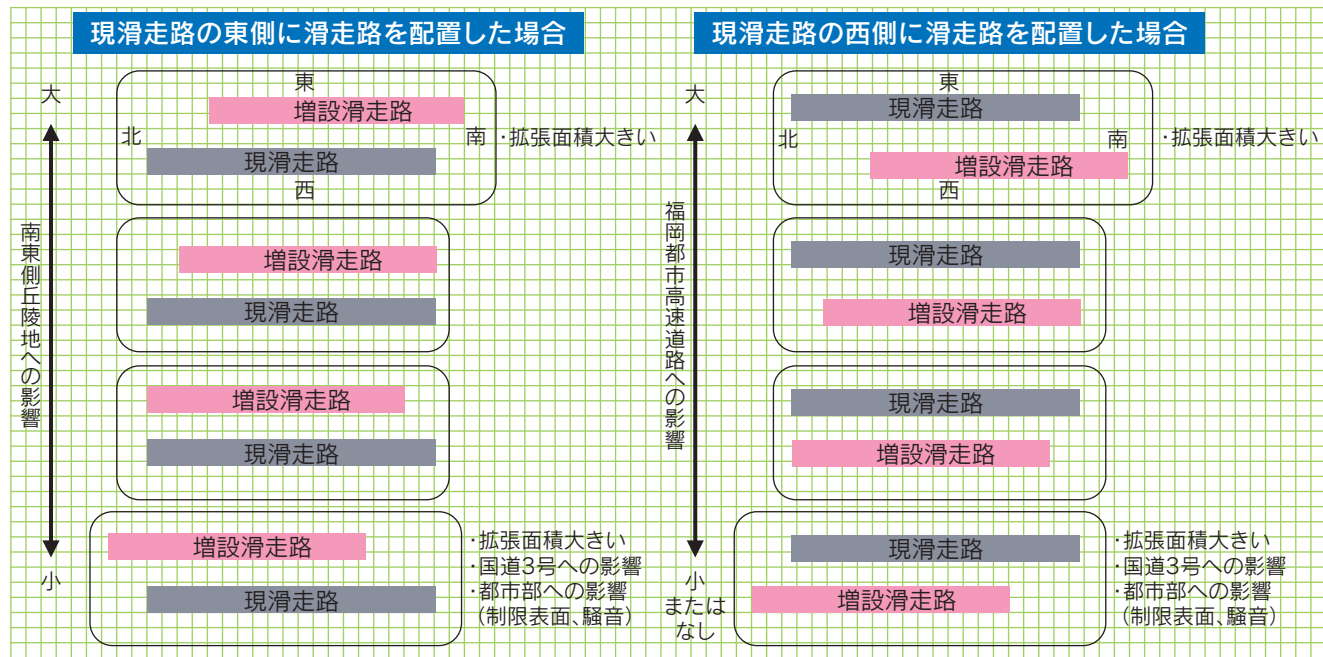 現滑走路の東側に滑走路を配置した場合
大
南東側丘陵地への影響
小
東
増設滑走路
北
南
現滑走路
西
・拡張面積大きい
増設滑走路
現滑走路
増設滑走路
現滑走路
増設滑走路
現滑走路
・拡張面積大きい
・国道3号への影響
・都市部への影響
(制限表面、騒音)
現滑走路の西側に滑走路を配置した場合
大
福岡都市高速道路への影響
小
または
なし
東
現滑走路
北
南
増設滑走路
西
・拡張面積大きい
現滑走路
増設滑走路
現滑走路
増設滑走路
現滑走路
増設滑走路
・拡張面積大きい
・国道3号への影響
・都市部への影響
(制限表面、騒音)